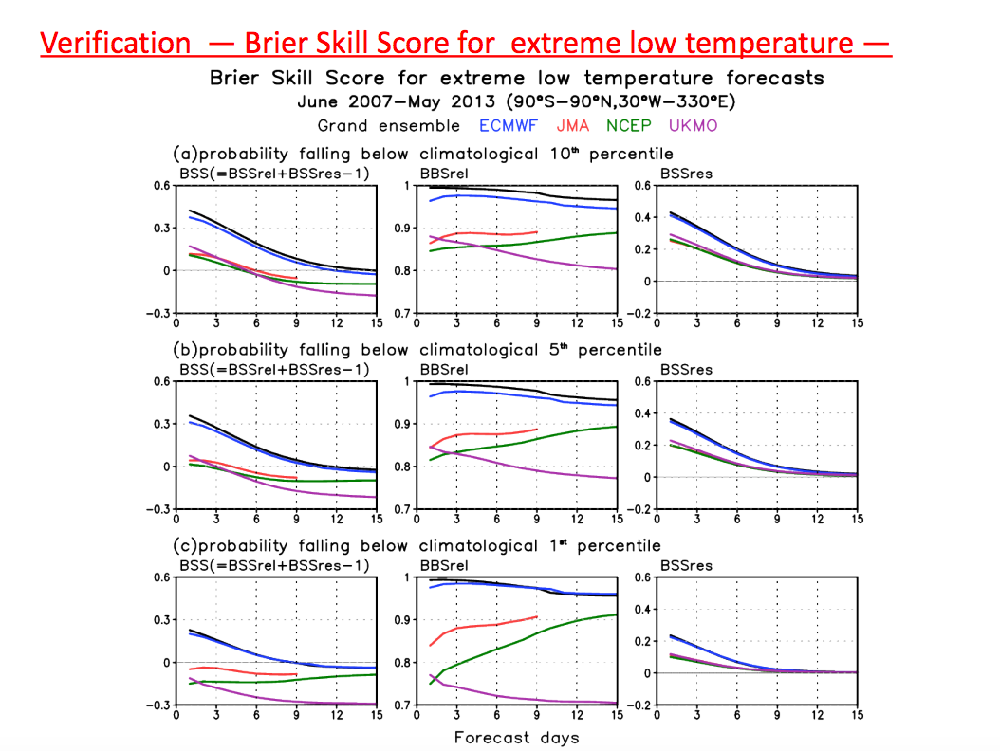 Verification — Brier Skill Score for extreme low temperature —
Brier Skill Score for extreme low temperature forecasts
June 2007−May 2013 (90°S−90°N,30°W−330°E)
Grand ensemble ECMWF JMA NCEP UKMO
(a)probability falling below climatological 10th percentile
BSS(=BSSrel+BSSres−1) BBSrel BSSres
0.6 1 0.6
0.4
0.3 0.9
0.2
0 0.8
0
−0.3 0.7 −0.2
0 3 6 9 12 15 0 3 6 9 12 15 0 3 6 9 12 15
(b)probability falling below climatological 5th percentile
BSS(=BSSrel+BSSres−1) BBSrel BSSres
0.6 1 0.6
0.4
0.3 0.9
0.2
0 0.8
0
−0.3 0.7 −0.2
0 3 6 9 12 15 0 3 6 9 12 15 0 3 6 9 12 15
(c)probability falling below climatological 1st percentile
BSS(=BSSrel+BSSres−1) BBSrel BSSres
0.6 1 0.6
0.4
0.3 0.9
0.2
0 0.8
0
−0.3 0.7 −0.2
0 3 6 9 12 15 0 3 6 9 12 15 0 3 6 9 12 15
Forecast days